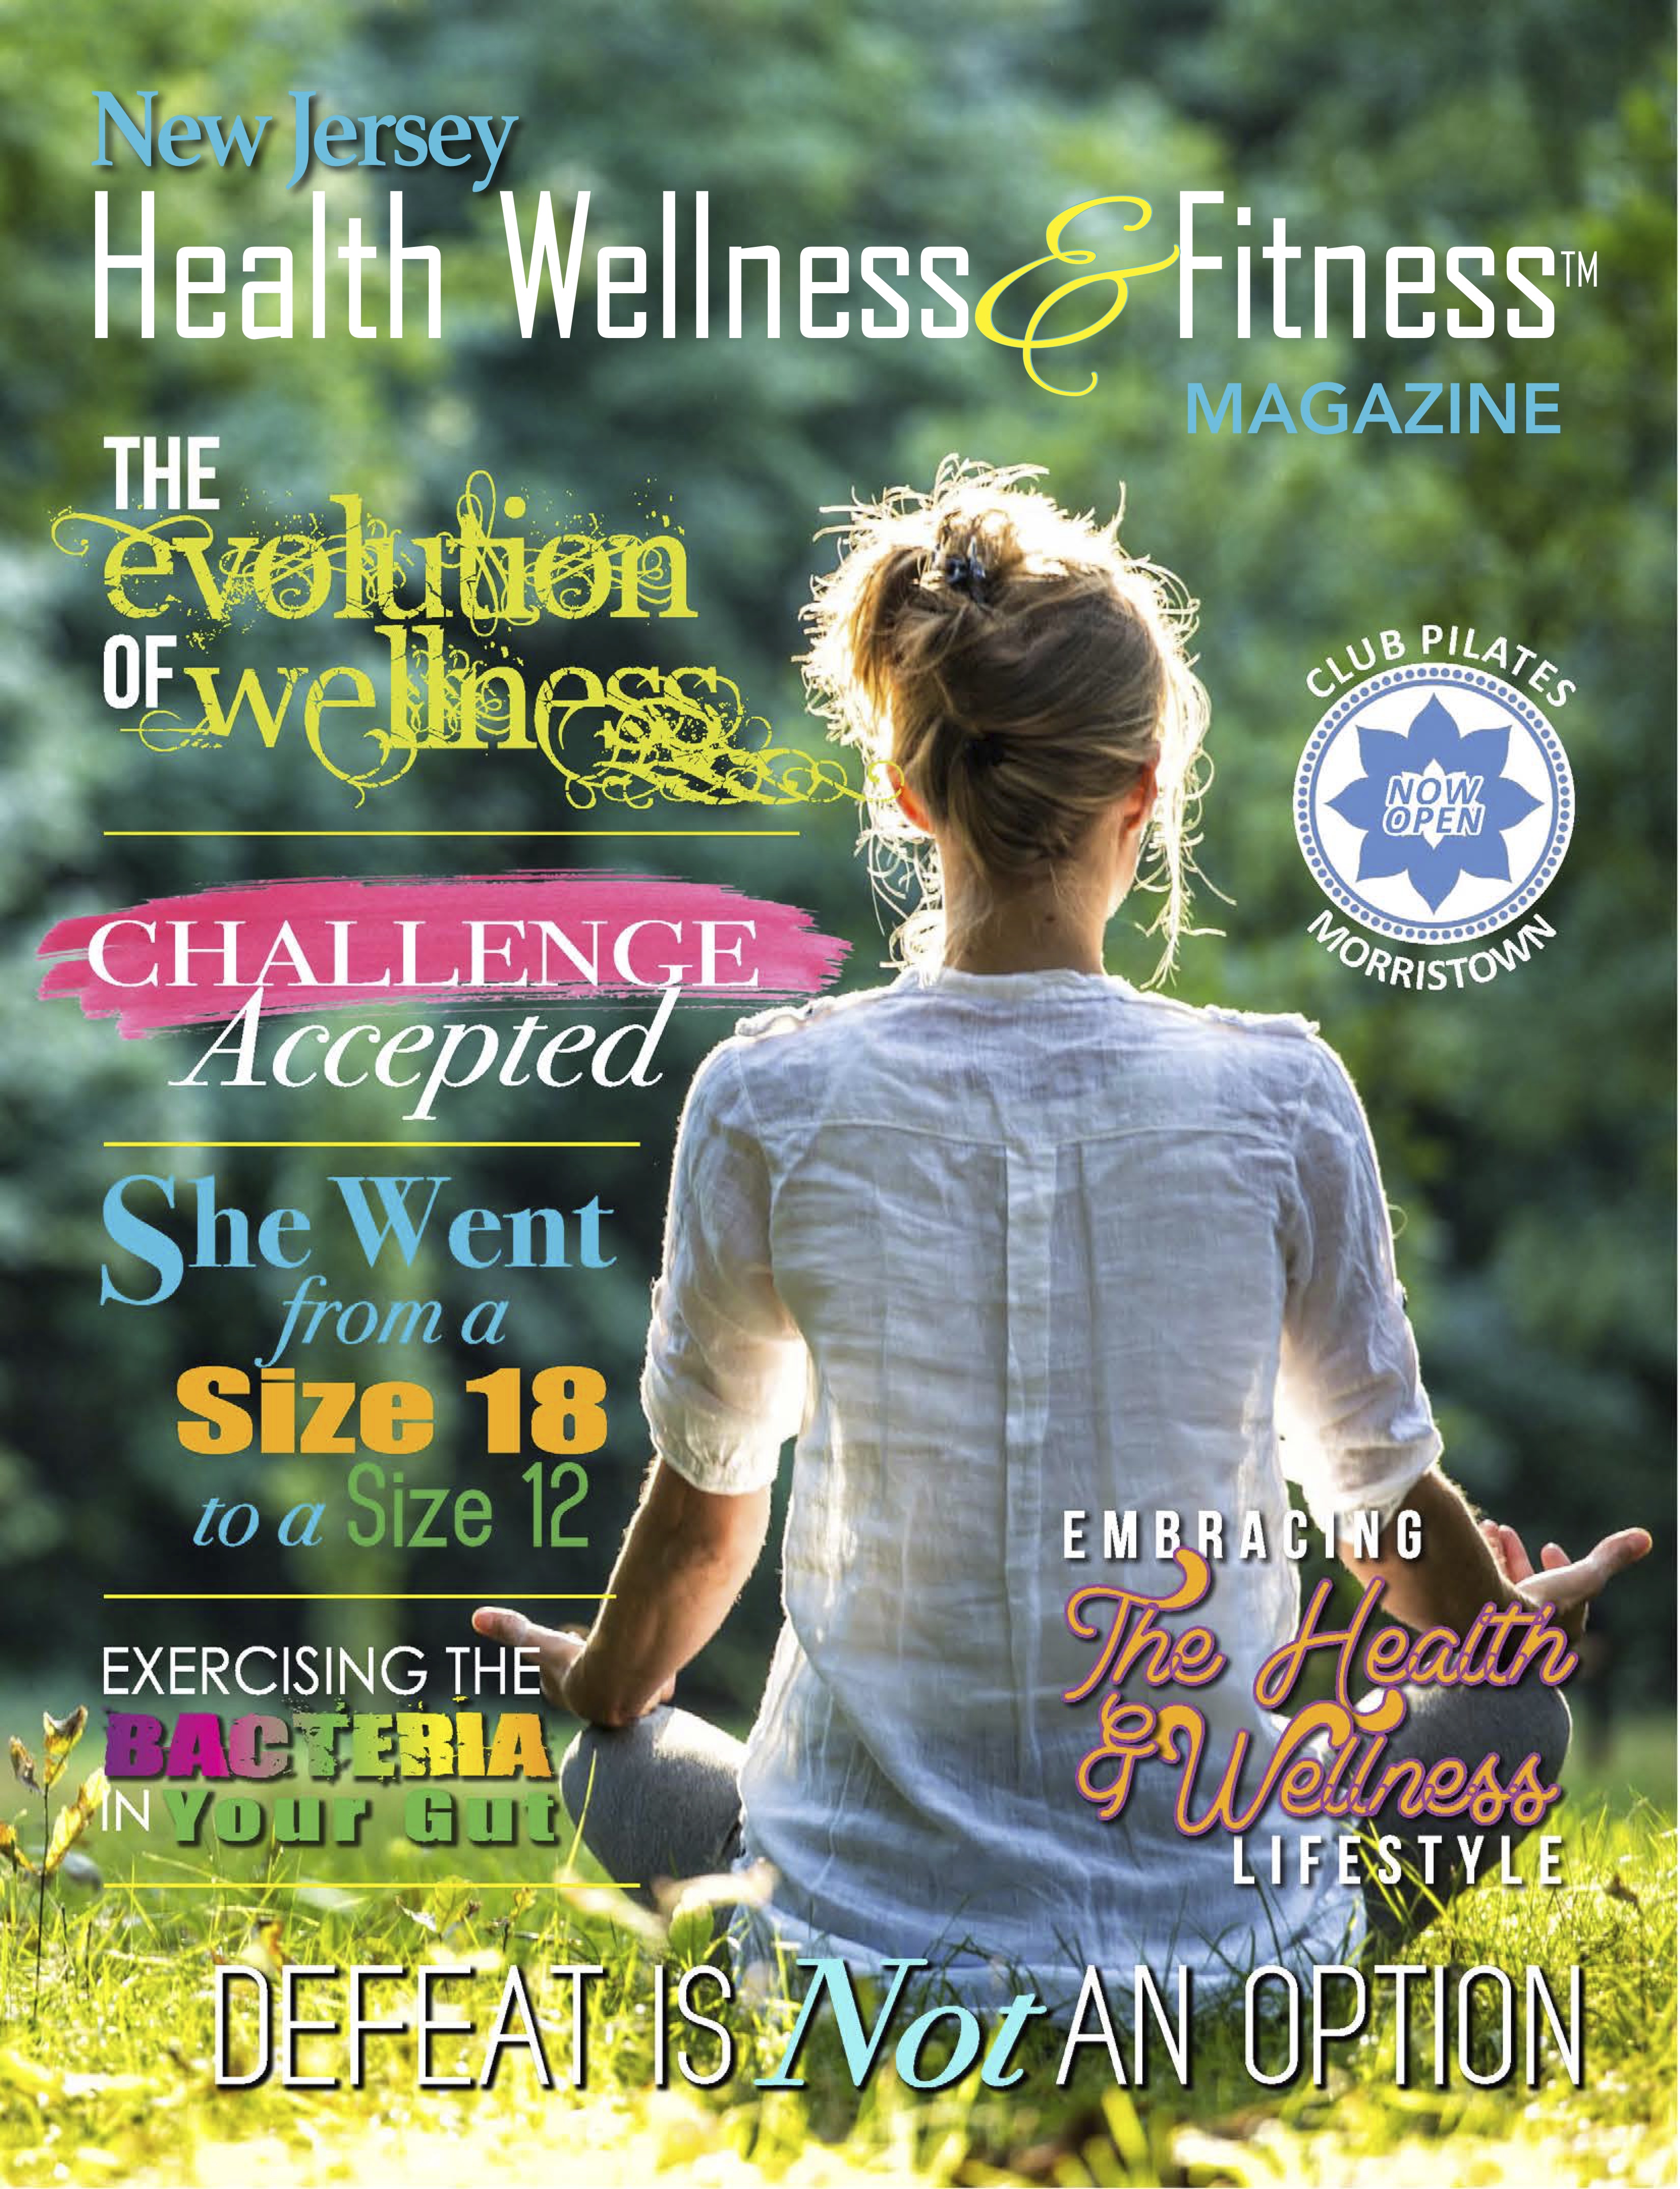 New Jersey
Health Wellness & Fitness™
MAGAZINE
THE
evolution
OF wellness
CLUB PILATES
NOW
OPEN
MORRISTOWN
CHALLENGE
Accepted
She Went
from a
Size 18
to a Size 12
EXERCISING THE
BACTERIA
IN Your Gut
EMBRACING
The Health
& Wellness
LIFESTYLE
DEFEAT IS Not AN OPTION